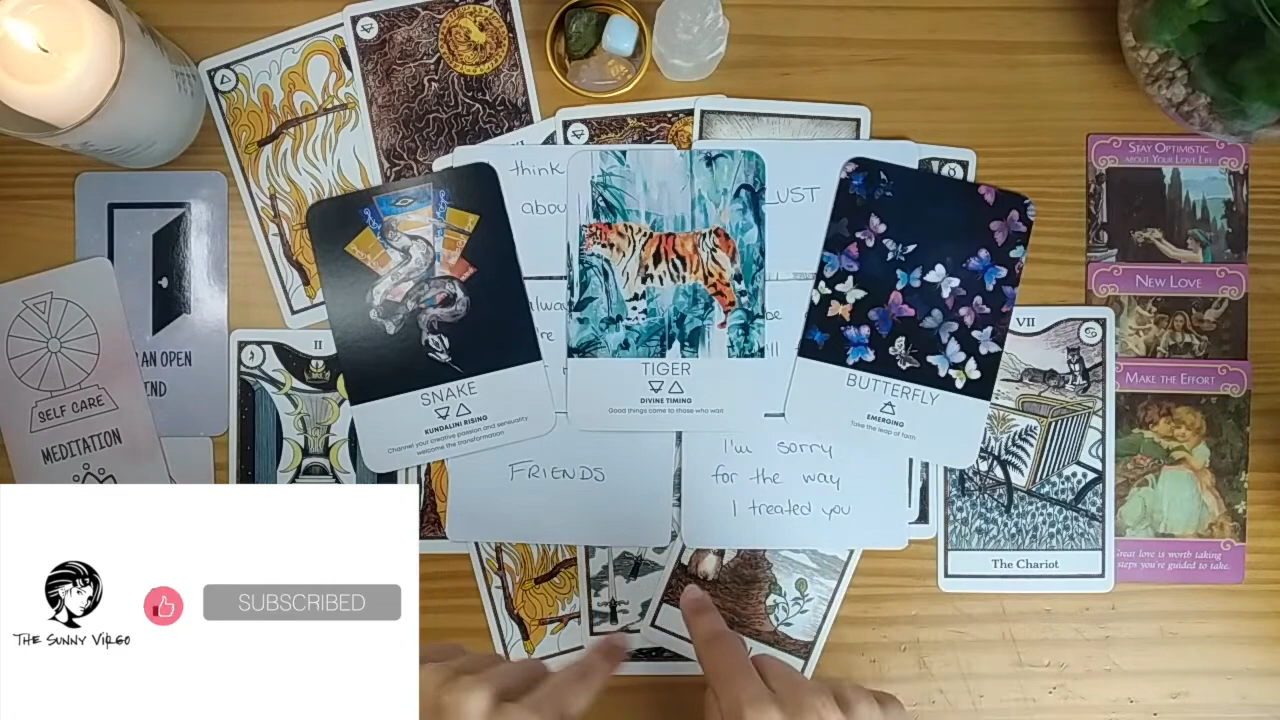 think
abou
LUST
SNAKE
KUNDALINI RISING
Channel your creative passion and sensuality
welcome the transformation
TIGER
DIVINE TIMING
Good things come to those who wait
BUTTERFLY
EMERGING
Take the leap of faith
FRIENDS
I'm sorry
for the way
I treated you
AN OPEN
SELF CARE
MEDITATION
II
VII
The Chariot
STAY OPTIMISTIC
ABOUT YOUR LOVE LIFE
NEW LOVE
MAKE THE EFFORT
Great love is worth taking
steps you're guided to take.
THE SUNNY VIRGO
SUBSCRIBED